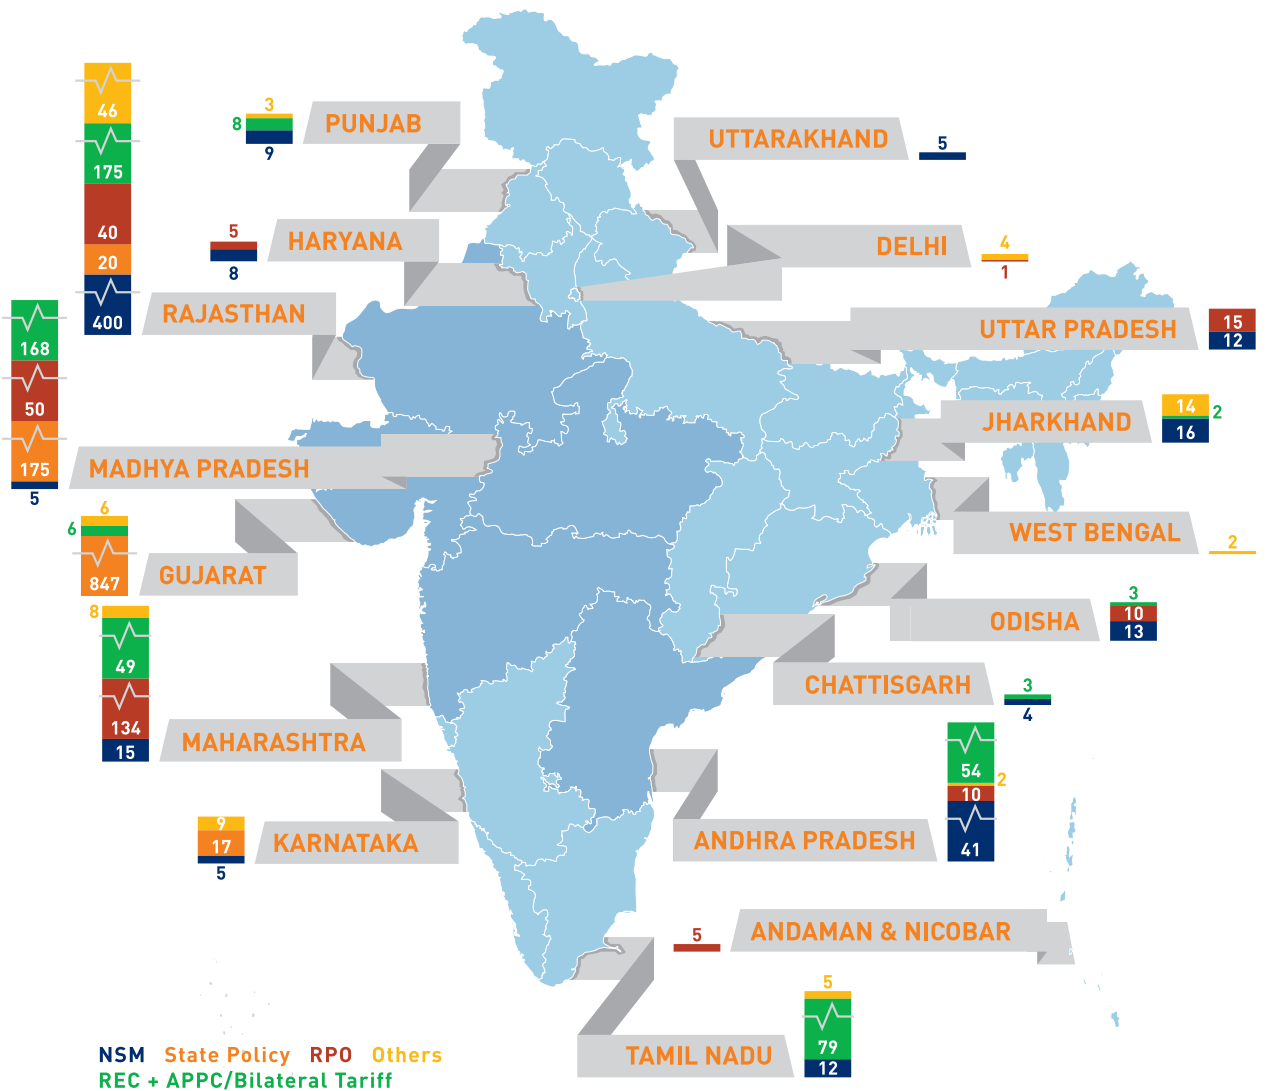 46
175
40
20
400
RAJASTHAN
3
8
9
PUNJAB
UTTARAKHAND
5
5
8
HARYANA
DELHI
4
1
UTTAR PRADESH
15
12
168
50
175
5
MADHYA PRADESH
JHARKHAND
14
2
16
6
6
847
GUJARAT
WEST BENGAL
2
8
49
134
15
MAHARASHTRA
ODISHA
3
10
13
CHATTISGARH
3
4
9
17
5
KARNATAKA
ANDHRA PRADESH
54
2
10
41
5
ANDAMAN & NICOBAR
TAMIL NADU
5
79
12
NSM State Policy RPO Others
REC + APPC/Bilateral Tariff